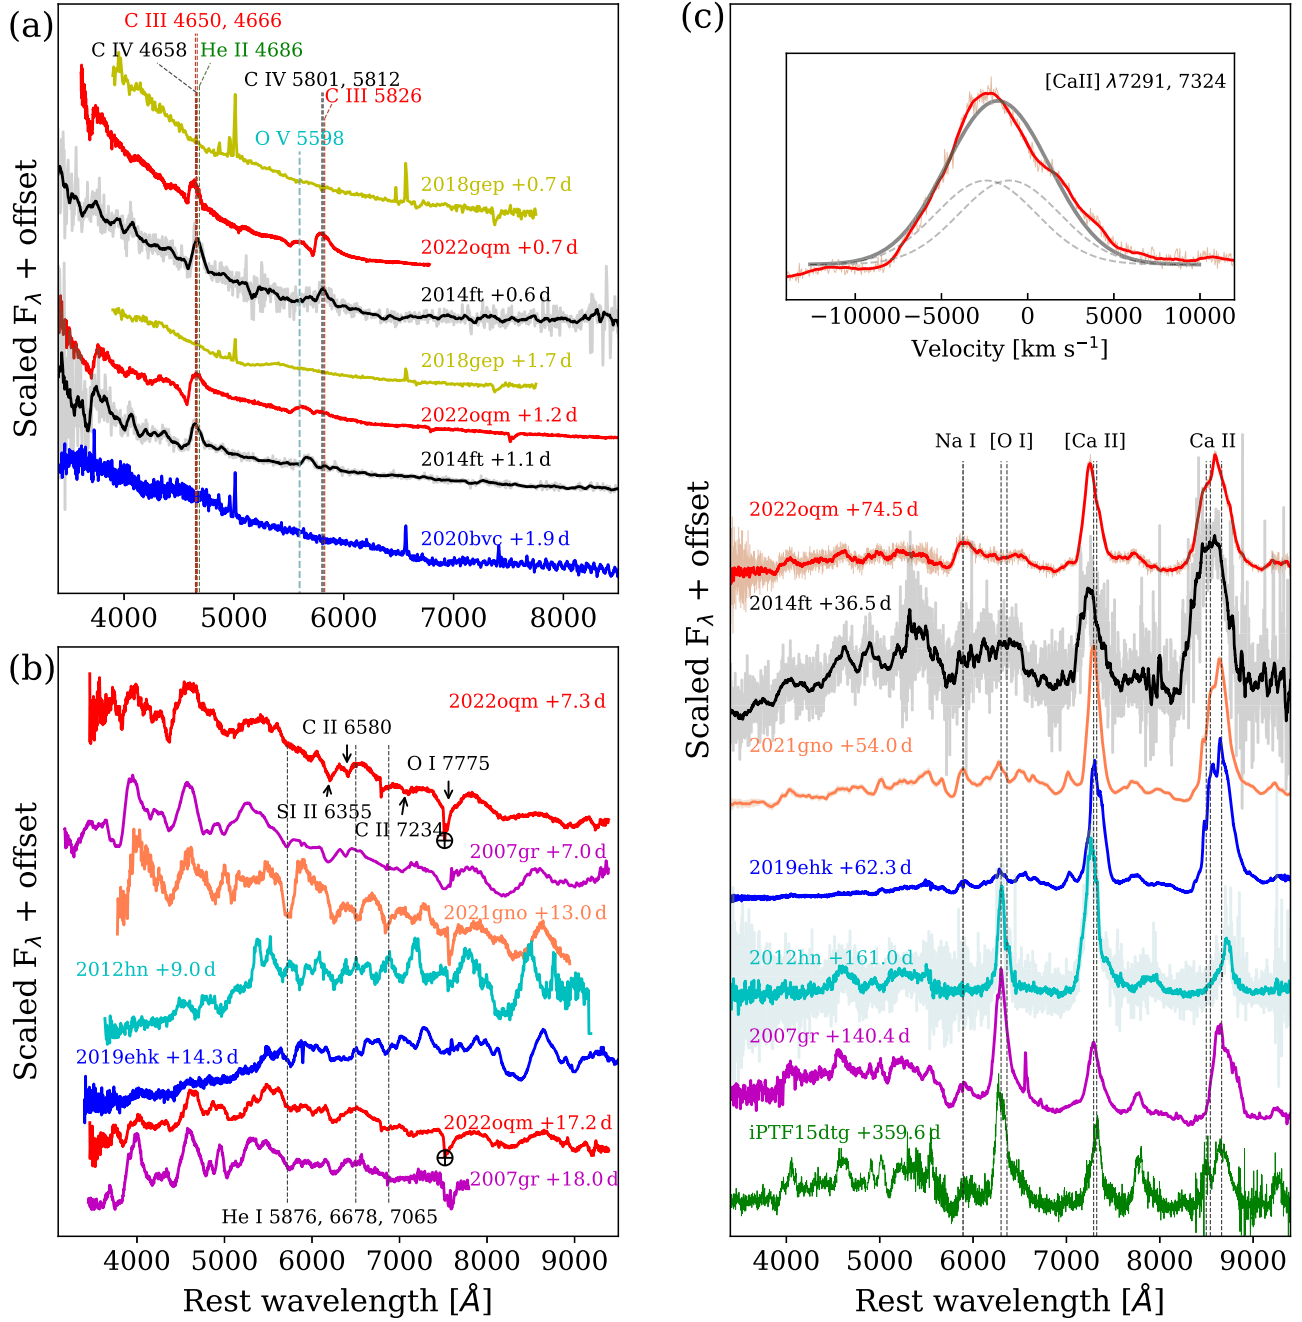 (a)
C III 4650, 4666
C IV 4658
He II 4686
C IV 5801, 5812
C III 5826
O V 5598
2018gep +0.7 d
2022oqm +0.7 d
2014ft +0.6 d
2018gep +1.7 d
2022oqm +1.2 d
2014ft +1.1 d
2020bvc +1.9 d
Scaled Fλ + offset
4000 5000 6000 7000 8000
(b)
2022oqm +7.3 d
C II 6580
O I 7775
SI II 6355
C II 7234
2007gr +7.0 d
2021gno +13.0 d
2012hn +9.0 d
2019ehk +14.3 d
2022oqm +17.2 d
2007gr +18.0 d
He I 5876, 6678, 7065
Scaled Fλ + offset
4000 5000 6000 7000 8000 9000
Rest wavelength [Å]
(c)
[CaII] λ7291, 7324
−10000 −5000 0 5000 10000
Velocity [km s⁻¹]
Na I [O I] [Ca II] Ca II
2022oqm +74.5 d
2014ft +36.5 d
2021gno +54.0 d
2019ehk +62.3 d
2012hn +161.0 d
2007gr +140.4 d
iPTF15dtg +359.6 d
Scaled Fλ + offset
4000 5000 6000 7000 8000 9000
Rest wavelength [Å]